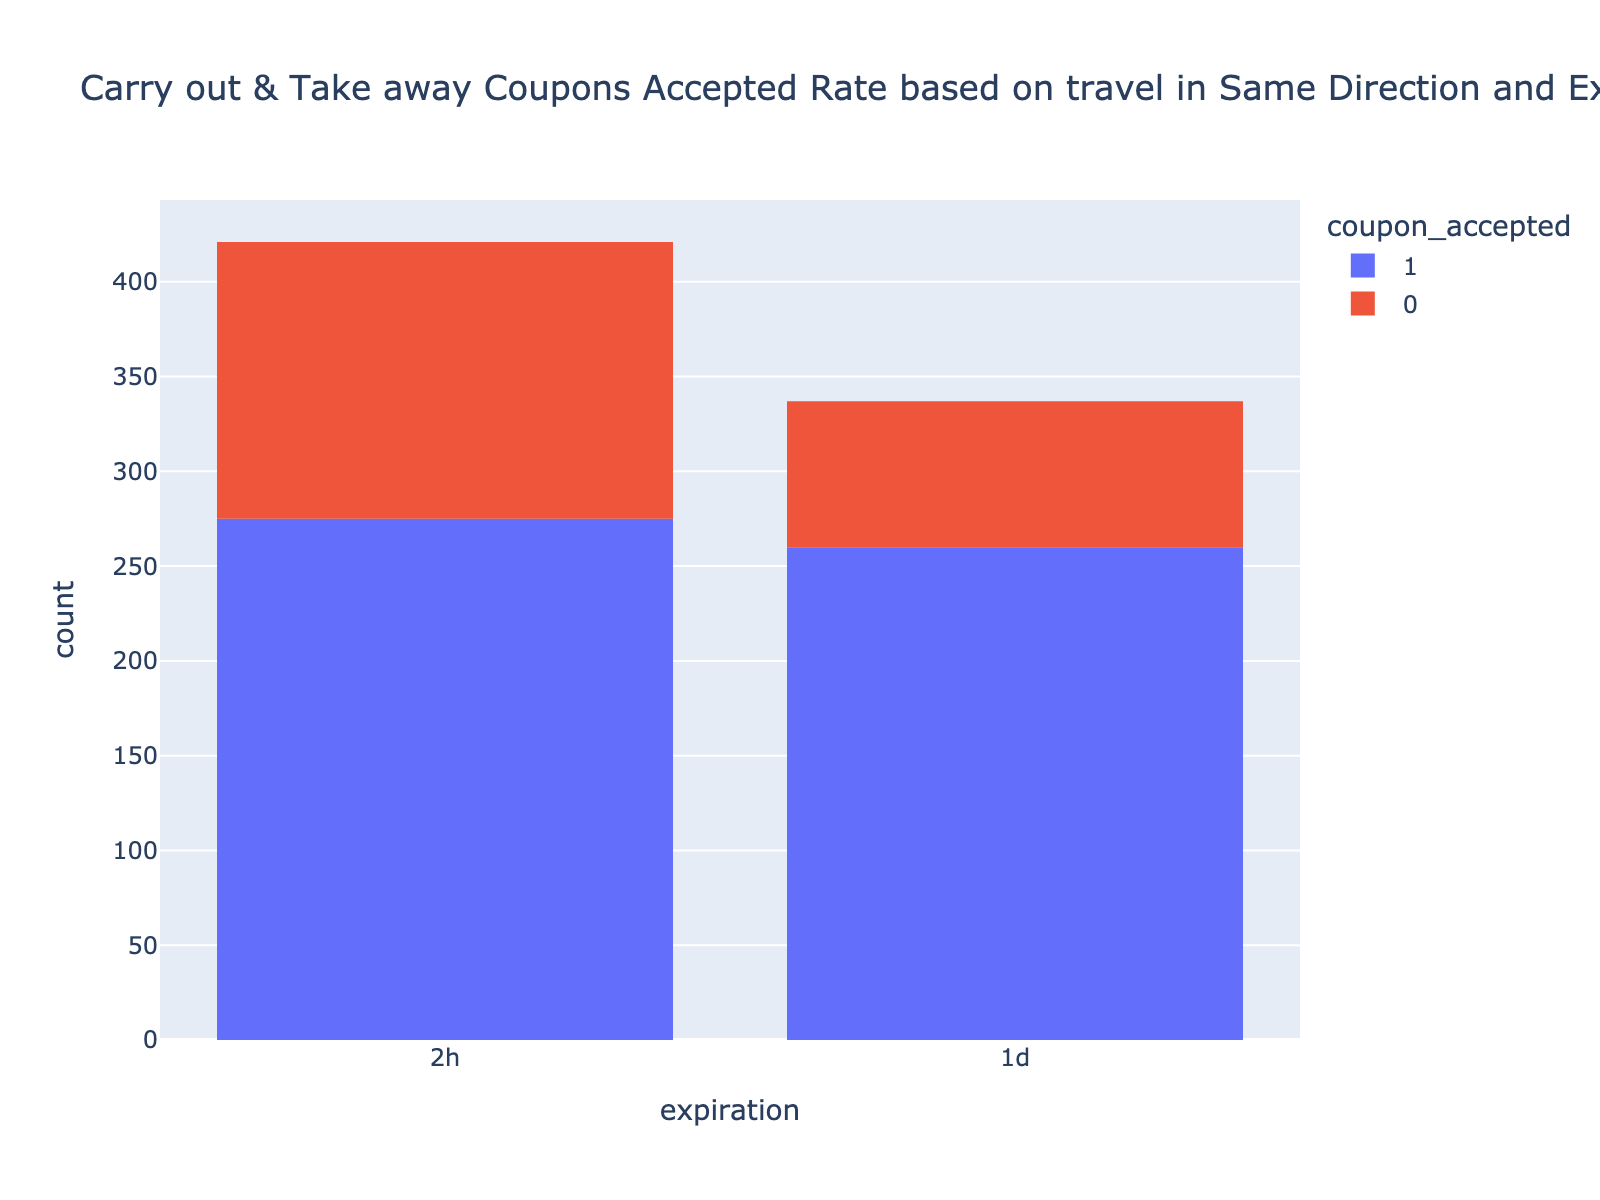 Carry out & Take away Coupons Accepted Rate based on travel in Same Direction and Ex
coupon_accepted
1
0
400
350
300
250
200
150
100
50
0
count
2h
1d
expiration